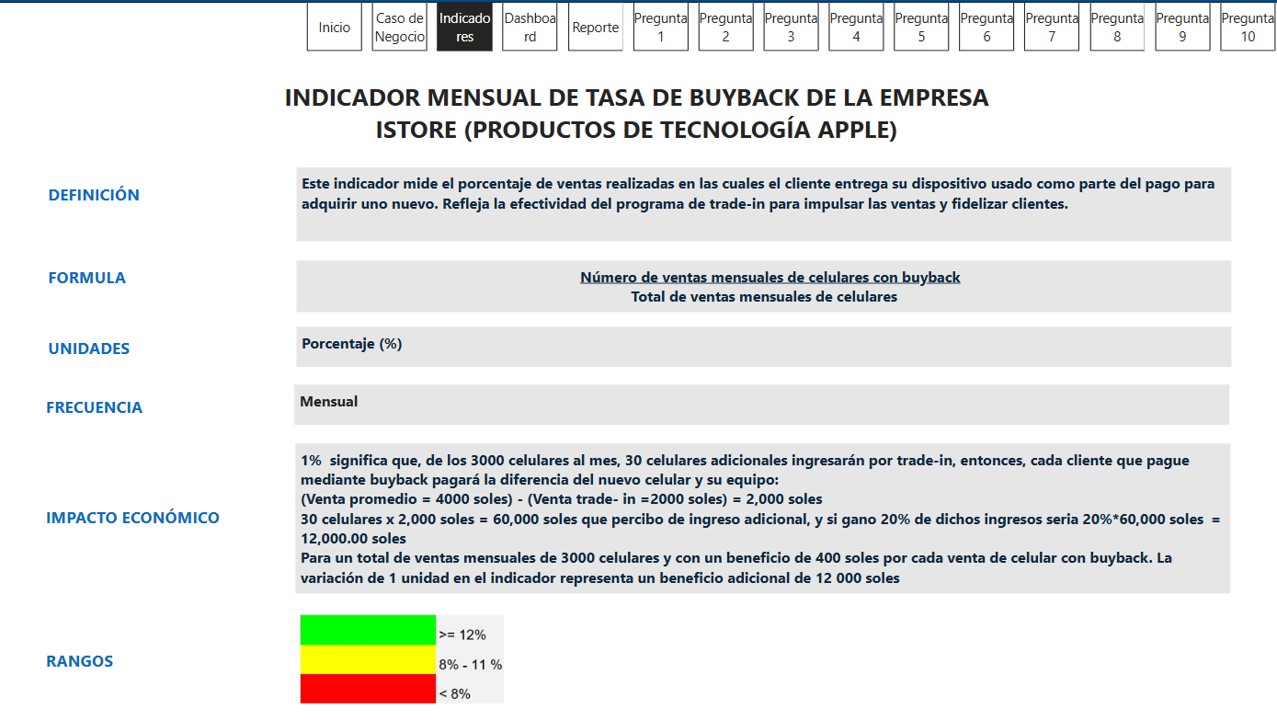 Inicio
Caso de
Negocio
Indicado
res
Dashboa
rd
Reporte
Pregunta
1
Pregunta
2
Pregunta
3
Pregunta
4
Pregunta
5
Pregunta
6
Pregunta
7
Pregunta
8
Pregunta
9
Pregunta
10
INDICADOR MENSUAL DE TASA DE BUYBACK DE LA EMPRESA
ISTORE (PRODUCTOS DE TECNOLOGÍA APPLE)
DEFINICIÓN
Este indicador mide el porcentaje de ventas realizadas en las cuales el cliente entrega su dispositivo usado como parte del pago para
adquirir uno nuevo. Refleja la efectividad del programa de trade-in para impulsar las ventas y fidelizar clientes.
FORMULA
Número de ventas mensuales de celulares con buyback
Total de ventas mensuales de celulares
UNIDADES
Porcentaje (%)
FRECUENCIA
Mensual
IMPACTO ECONÓMICO
1%  significa que, de los 3000 celulares al mes, 30 celulares adicionales ingresarán por trade-in, entonces, cada cliente que pague
mediante buyback pagará la diferencia del nuevo celular y su equipo:
(Venta promedio = 4000 soles) - (Venta trade- in =2000 soles) = 2,000 soles
30 celulares x 2,000 soles = 60,000 soles que percibo de ingreso adicional, y si gano 20% de dichos ingresos seria 20%*60,000 soles  =
12,000.00 soles
Para un total de ventas mensuales de 3000 celulares y con un beneficio de 400 soles por cada venta de celular con buyback. La
variación de 1 unidad en el indicador representa un beneficio adicional de 12 000 soles
RANGOS
>= 12%
8% - 11 %
< 8%